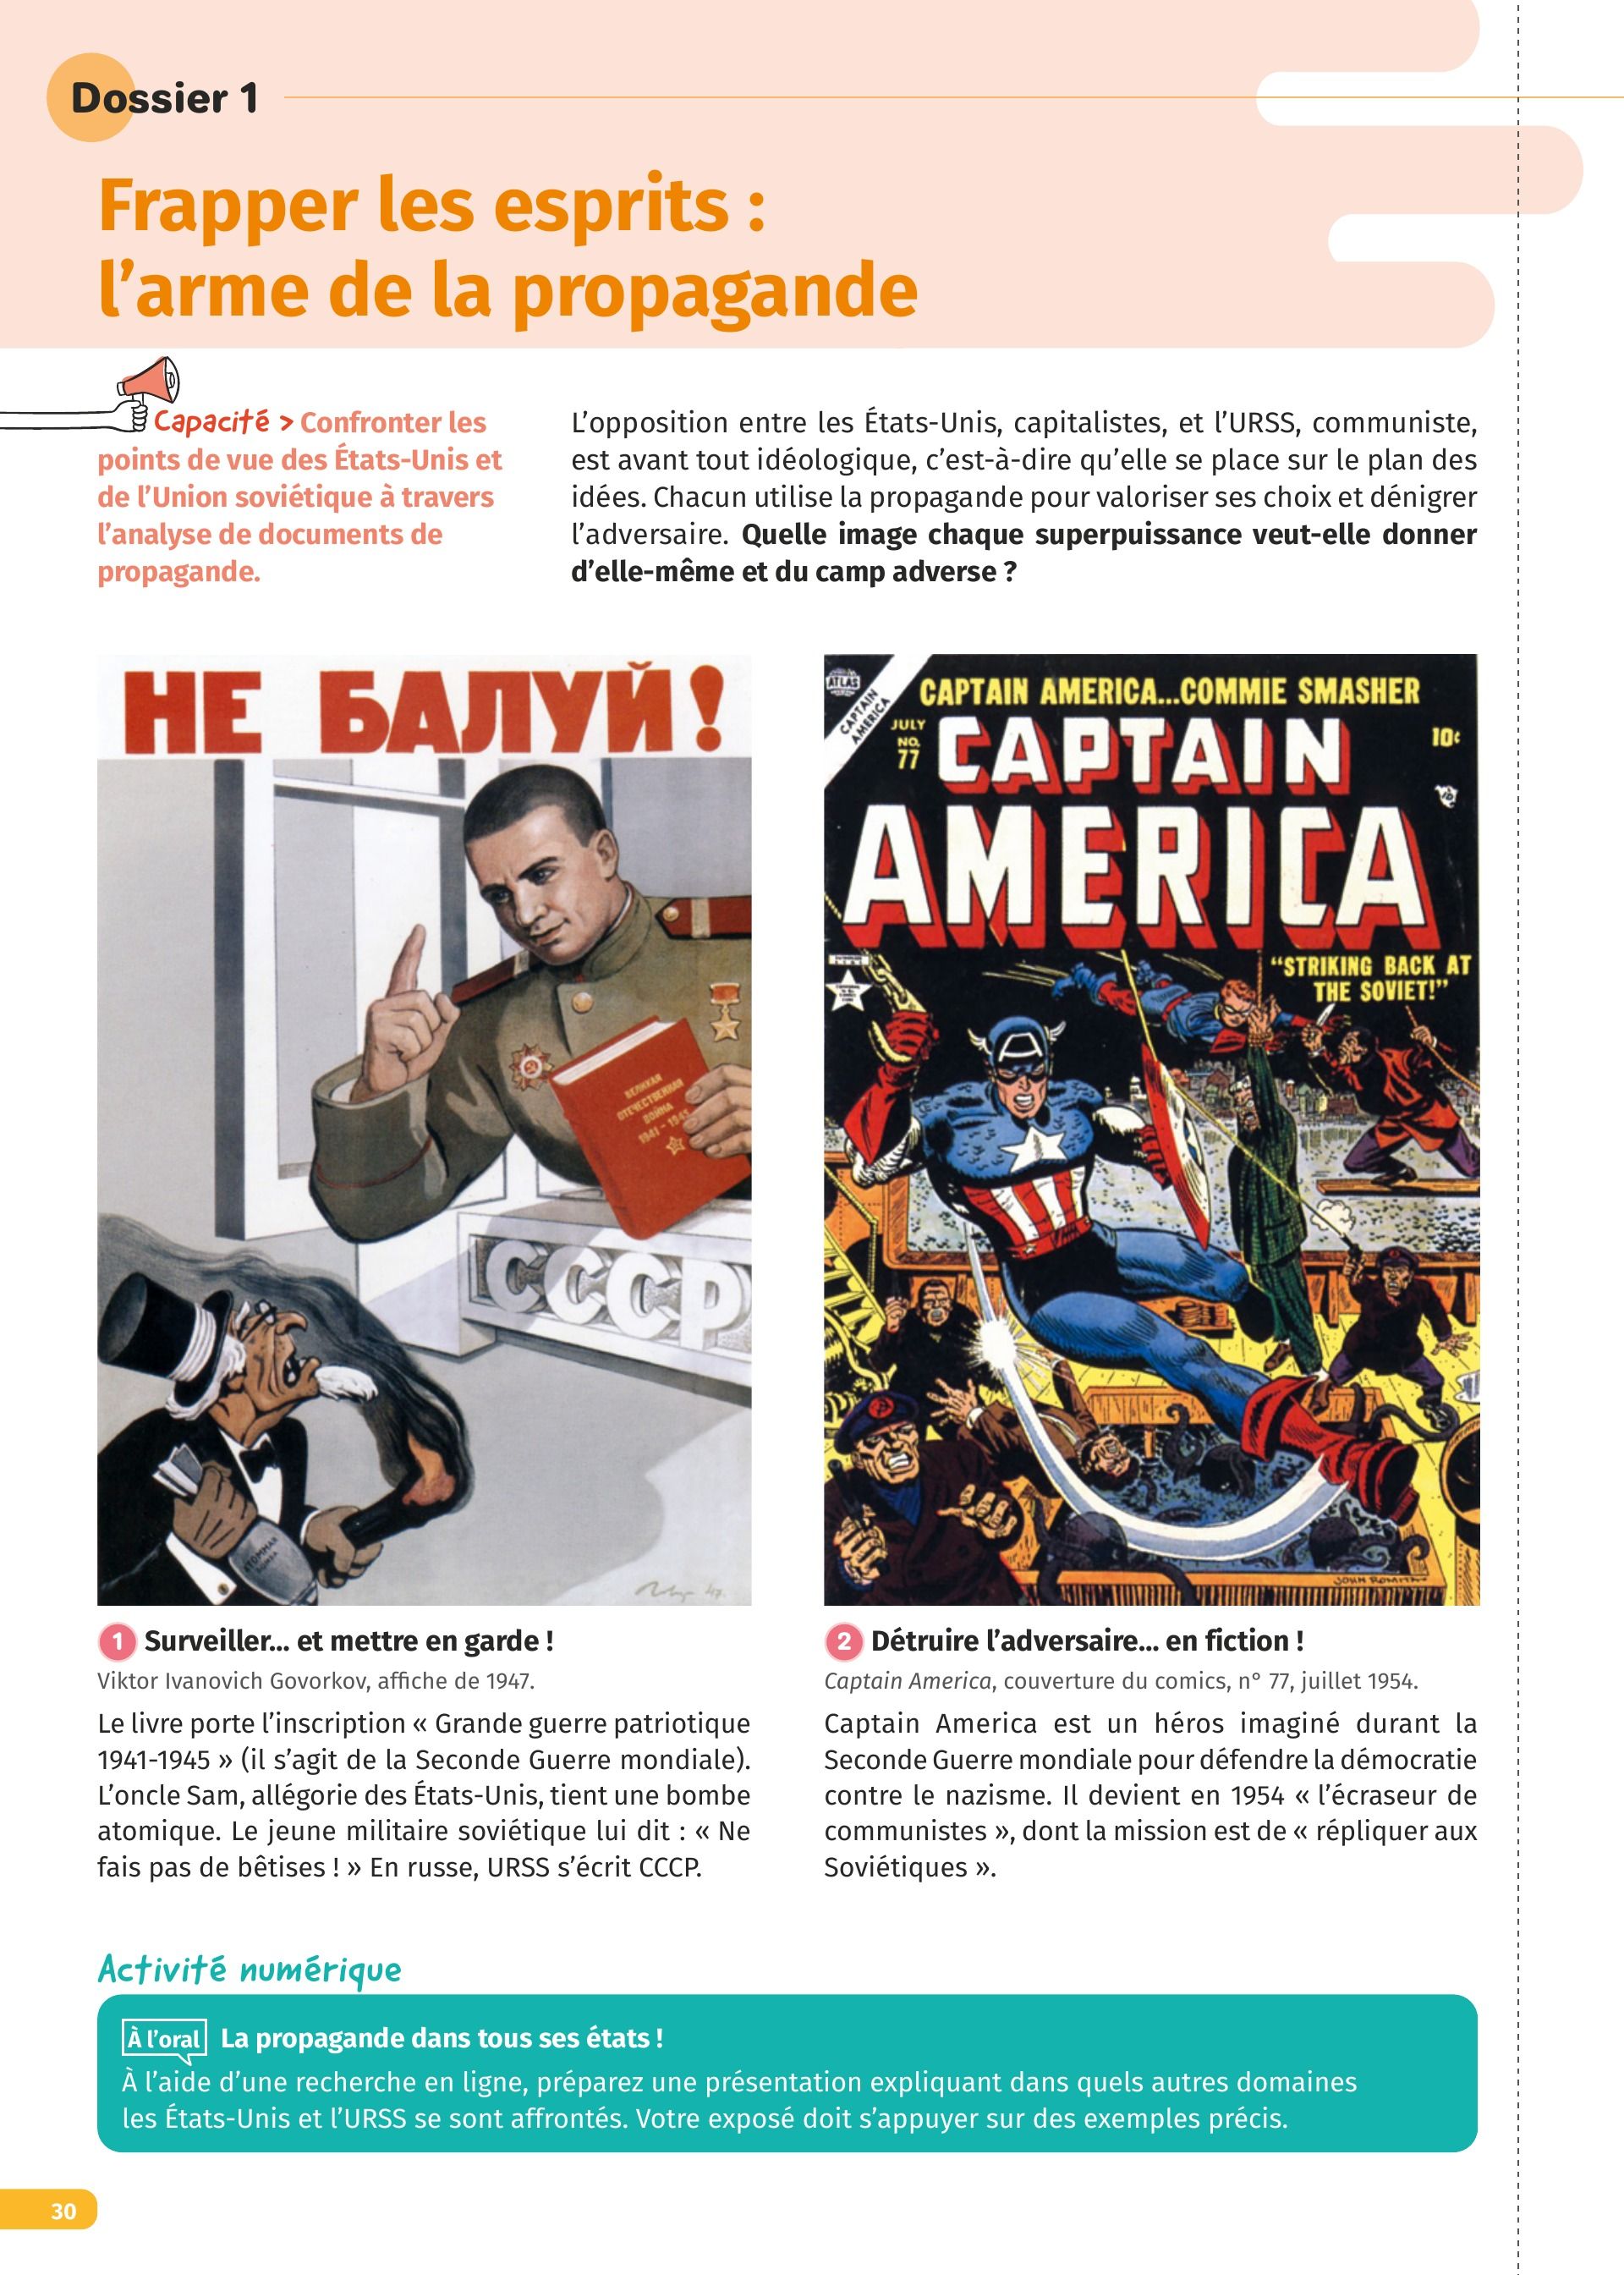 Dossier 1
Frapper les esprits :
l’arme de la propagande
Capacité > Confronter les
points de vue des États-Unis et
de l’Union soviétique à travers
l’analyse de documents de
propagande.
L’opposition entre les États-Unis, capitalistes, et l’URSS, communiste,
est avant tout idéologique, c’est-à-dire qu’elle se place sur le plan des
idées. Chacun utilise la propagande pour valoriser ses choix et dénigrer
l’adversaire. Quelle image chaque superpuissance veut-elle donner
d’elle-même et du camp adverse ?
НЕ БАЛУЙ!
ВЕЛИКАЯ
ОТЕЧЕСТВЕННАЯ
ВОЙНА
1941-1945
СССР
47.
ATLAS
CAPTAIN
AMERICA
CAPTAIN AMERICA...COMMIE SMASHER
JULY
NO.
77
CAPTAIN
10¢
AMERICA
“STRIKING BACK AT
THE SOVIET!”
JOHN ROMITA
1 Surveiller… et mettre en garde !
Viktor Ivanovich Govorkov, affiche de 1947.
Le livre porte l’inscription « Grande guerre patriotique
1941-1945 » (il s’agit de la Seconde Guerre mondiale).
L’oncle Sam, allégorie des États-Unis, tient une bombe
atomique. Le jeune militaire soviétique lui dit : « Ne
fais pas de bêtises ! » En russe, URSS s’écrit CCCP.
2 Détruire l’adversaire… en fiction !
Captain America, couverture du comics, n° 77, juillet 1954.
Captain America est un héros imaginé durant la
Seconde Guerre mondiale pour défendre la démocratie
contre le nazisme. Il devient en 1954 « l’écraseur de
communistes », dont la mission est de « répliquer aux
Soviétiques ».
Activité numérique
À l’oral La propagande dans tous ses états !
À l’aide d’une recherche en ligne, préparez une présentation expliquant dans quels autres domaines
les États-Unis et l’URSS se sont affrontés. Votre exposé doit s’appuyer sur des exemples précis.
30